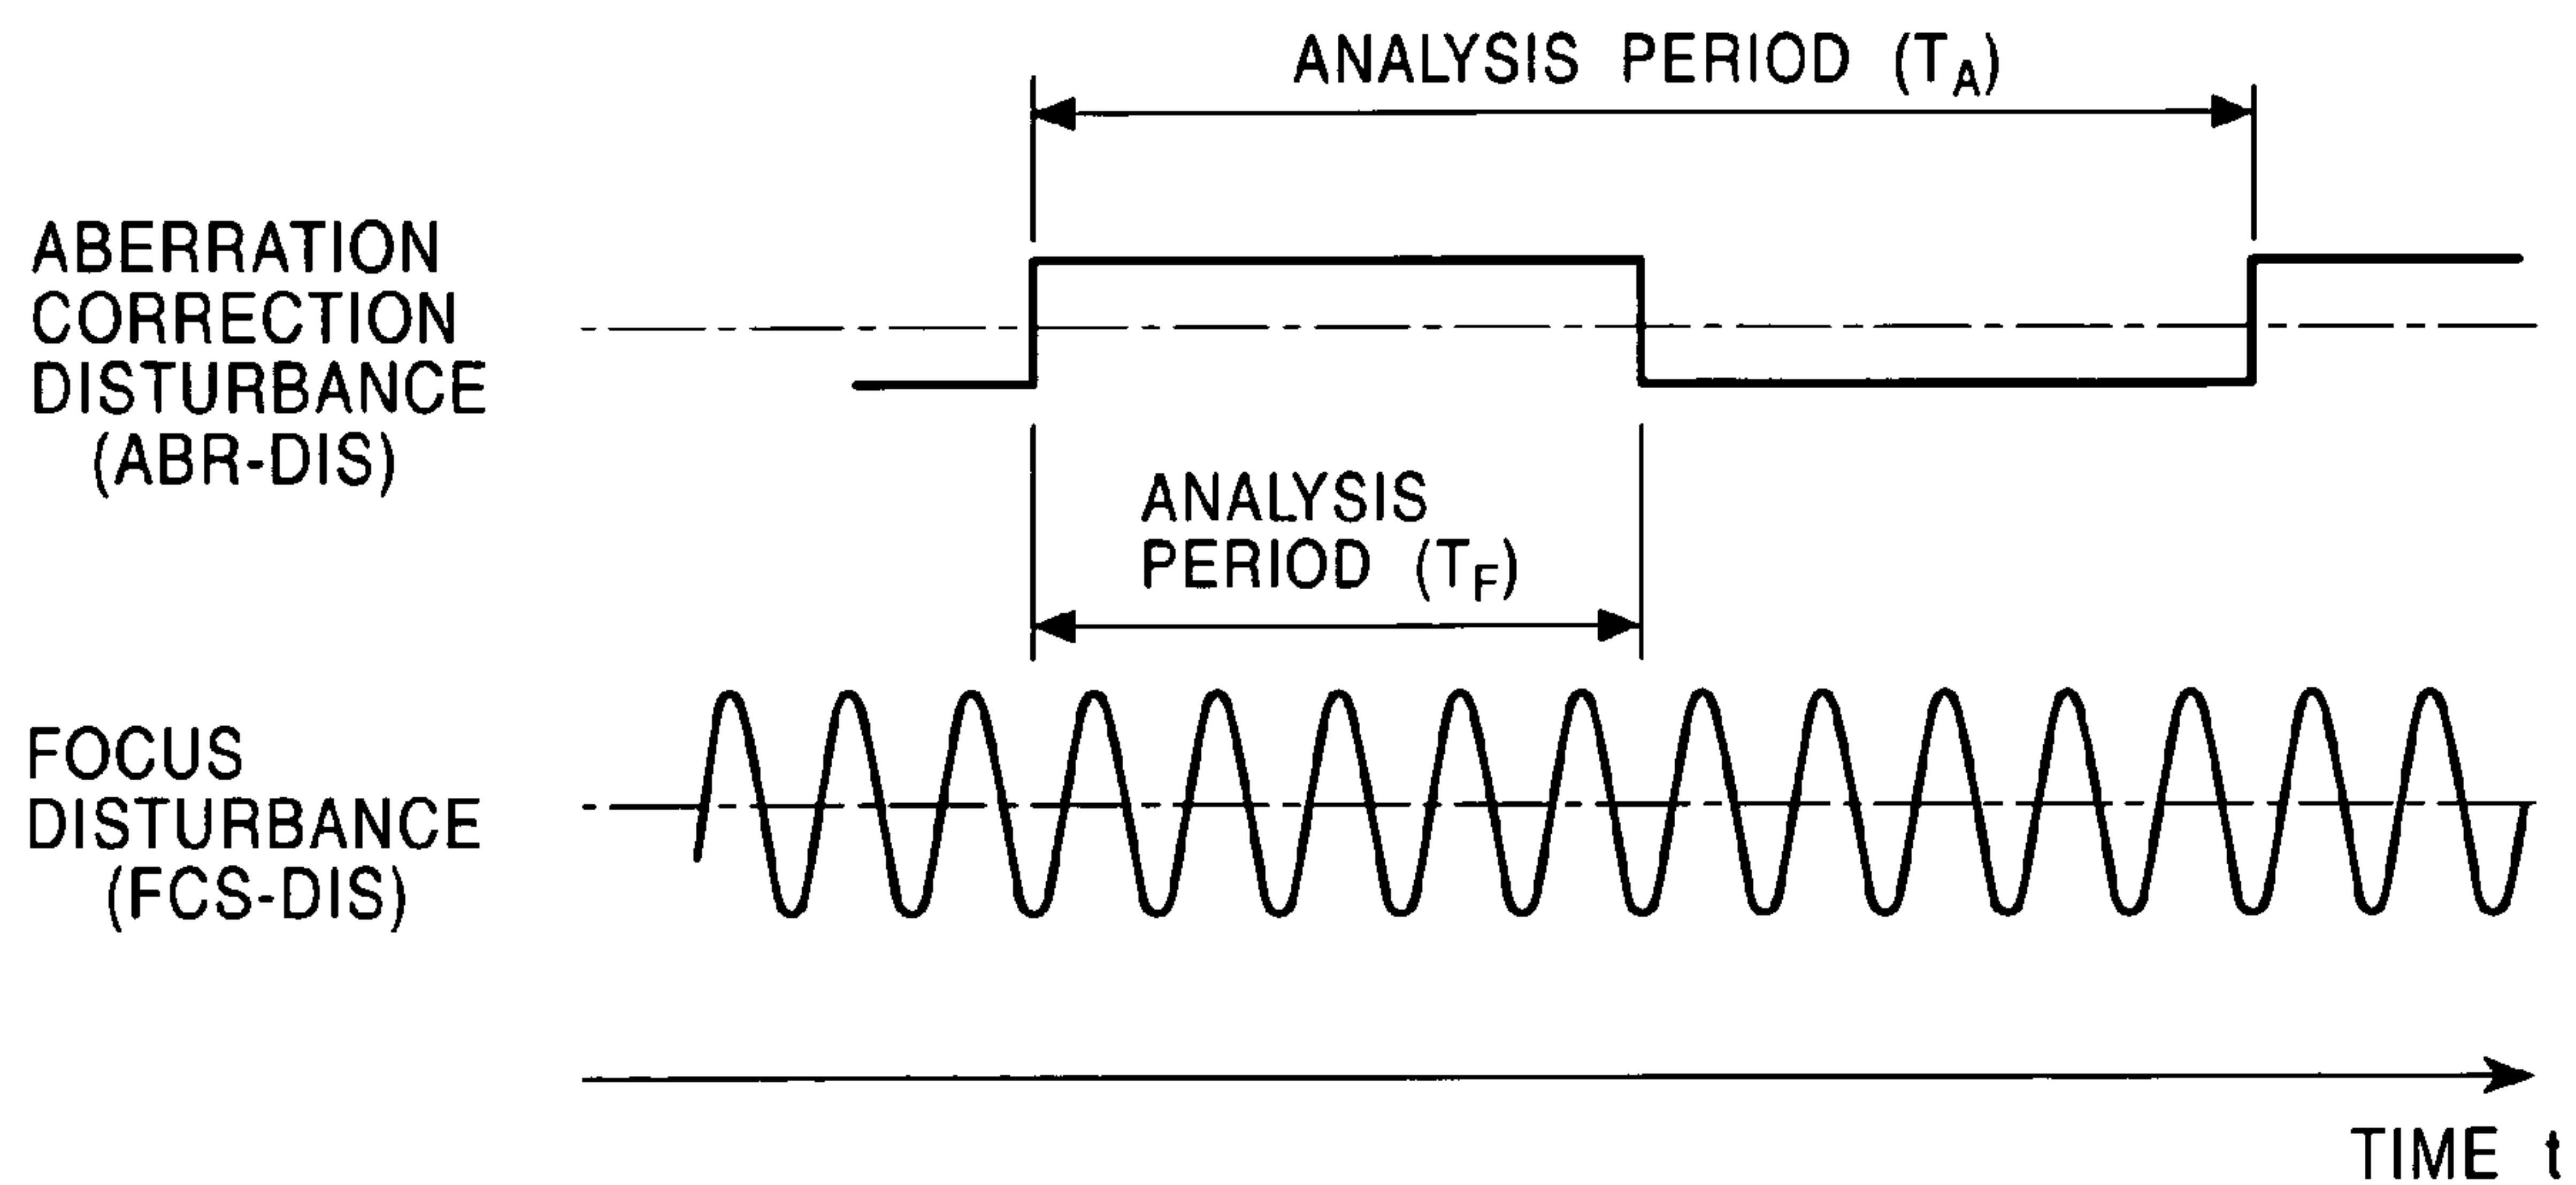 ANALYSIS PERIOD (TA)
ABERRATION
CORRECTION
DISTURBANCE
(ABR-DIS)
ANALYSIS
PERIOD (TF)
FOCUS
DISTURBANCE
(FCS-DIS)
TIME t